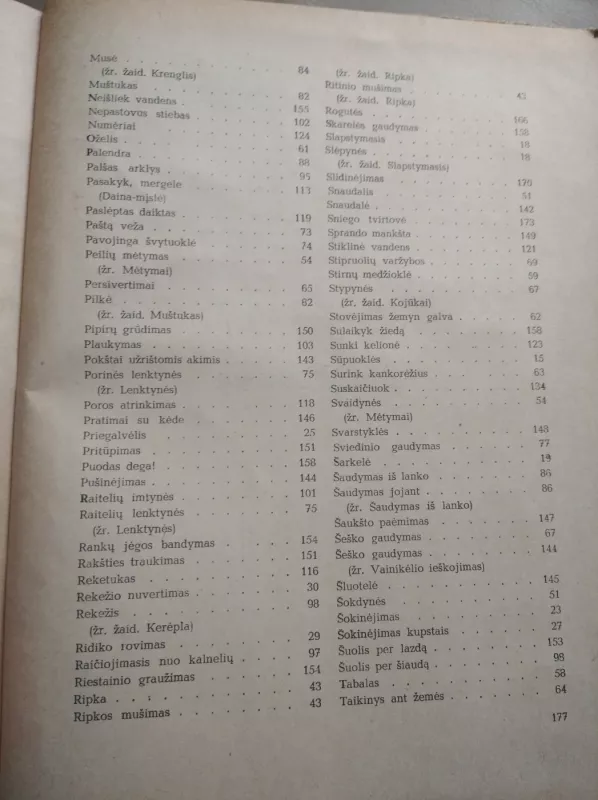 Musė . . . . . . . . 84
(žr. žaid. Krenglis)
Muštukas . . . . . . . 82
Neišliek vandens . . . . . 155
Nepastovus stiebas . . . . 102
Numeriai . . . . . . . 124
Oželis . . . . . . . . 61
Palendra . . . . . . . 88
Palšas arklys . . . . . . 95
Pasakyk, mergele . . . . . 113
(Daina-mįslė)
Paslėptas daiktas . . . . . 119
Paštą veža . . . . . . . 73
Pavojinga švytuoklė . . . . 74
Peilių mėtymas . . . . . . 54
(žr. Mėtymai)
Persivertimai . . . . . . 65
Pilkė . . . . . . . . 82
(žr. žaid. Muštukas)
Pipirų grūdimas . . . . . . 150
Plaukymas . . . . . . . 103
Pokštai užrištomis akimis . . . 143
Porinės lenktynės . . . . . 75
(žr. Lenktynės)
Poros atrinkimas . . . . . 118
Pratimai su kėde . . . . . 146
Priegalvėlis . . . . . . . 25
Pritūpimas . . . . . . . 151
Puodas dega! . . . . . . 158
Pušinėjimas . . . . . . . 144
Raitelių imtynės . . . . . 101
Raitelių lenktynės . . . . . 75
(žr. Lenktynės)
Rankų jėgos bandymas . . . . 154
Rakšties traukimas . . . . . 151
Reketukas . . . . . . . 116
Rekežio nuvertimas . . . . . 30
Rekežis . . . . . . . . 98
(žr. žaid. Kerėpla)
Ridiko rovimas . . . . . . 29
Raičiojimasis nuo kalnelių . . . 97
Riestainio graužimas . . . . 154
Ripka . . . . . . . . 43
Ripkos mušimas . . . . . . 43
(žr. žaid. Ripka)
Ritinio mušimas . . . . . . 43
(žr. žaid. Ripka)
Rogutės . . . . . . . . 166
Skarelės gaudymas . . . . . 158
Slapstymasis . . . . . . . 18
Slėpynės . . . . . . . 18
(žr. žaid. Slapstymasis)
Slidinėjimas . . . . . . . 170
Snaudalis . . . . . . . 51
Snaudalė . . . . . . . 142
Sniego tvirtovė . . . . . . 173
Sprando mankšta . . . . . 149
Stiklinė vandens . . . . . 121
Stipruolių varžybos . . . . . 69
Stirnų medžioklė . . . . . 59
Stypynės . . . . . . . 67
(žr. žaid. Kojūkai)
Stovėjimas žemyn galva . . . . 62
Sulaikyk žiedą . . . . . . 158
Sunki kelionė . . . . . . 123
Sūpuoklės . . . . . . . 15
Surink kankorėžius . . . . . 63
Suskaičiuok . . . . . . . 134
Svaidynės . . . . . . . 54
(žr. Mėtymai)
Svarstyklės . . . . . . . 148
Sviedinio gaudymas . . . . . 77
Šarkelė . . . . . . . . 19
Šaudymas iš lanko . . . . . 86
Šaudymas jojant . . . . . . 86
(žr. Šaudymas iš lanko)
Šaukšto paėmimas . . . . . 147
Šeško gaudymas . . . . . . 67
Šeško gaudymas . . . . . . 144
(žr. Vainikėlio ieškojimas)
Šluotelė . . . . . . . . 145
Šokdynės . . . . . . . 51
Šokinėjimas . . . . . . . 23
Šokinėjimas kupstais . . . . . 27
Šuolis per lazdą . . . . . . 153
Šuolis per šiaudą . . . . . . 98
Tabalas . . . . . . . . 58
Taikinys ant žemės . . . . . 64
177